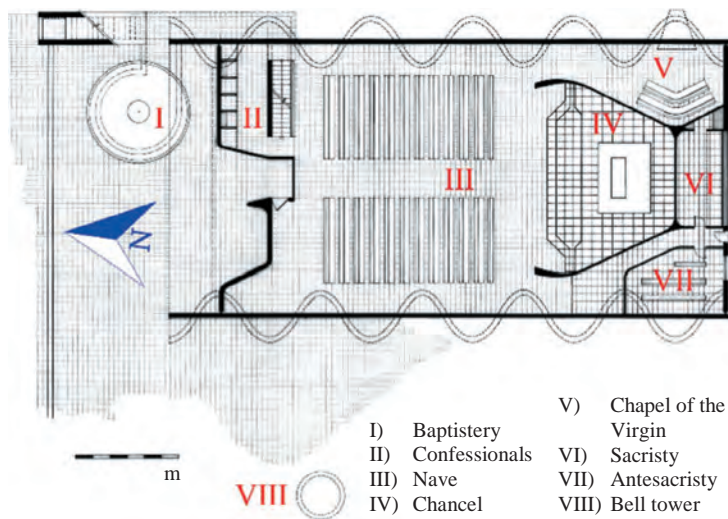 I
II
III
IV
V
VI
VII
VIII
N
m
I) Baptistery
II) Confessionals
III) Nave
IV) Chancel
V) Chapel of the
Virgin
VI) Sacristy
VII) Antesacristy
VIII) Bell tower